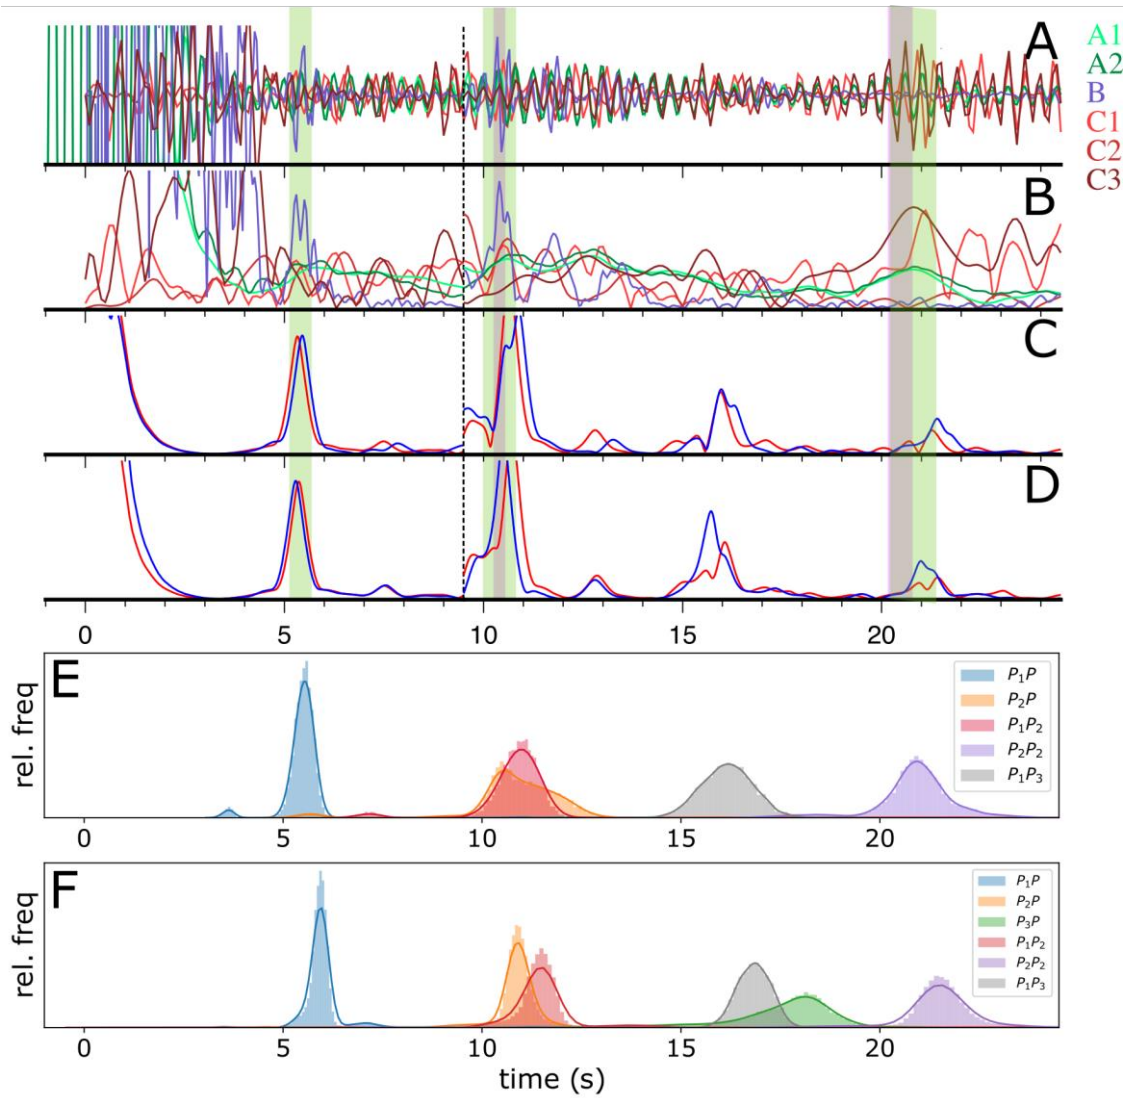 A
A1
A2
B
C1
C2
C3
B
C
D
0 5 10 15 20
E
rel. freq
P₁P
P₂P
P₁P₂
P₂P₂
P₁P₃
0 5 10 15 20
F
rel. freq
P₁P
P₂P
P₃P
P₁P₂
P₂P₂
P₁P₃
0 5 10 15 20
time (s)